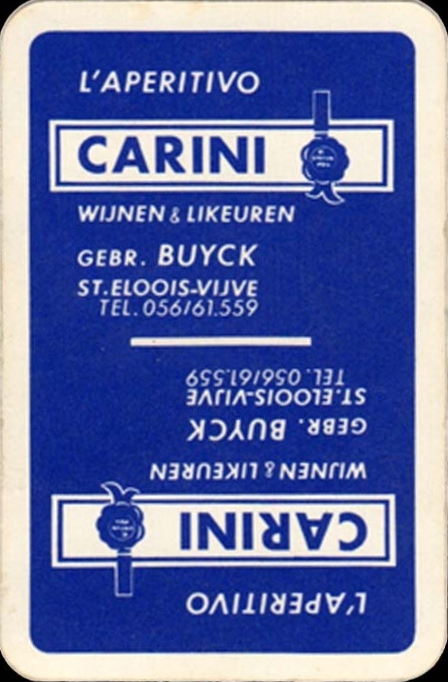 L'APERITIVO
CARINI
WIJNEN & LIKEUREN
GEBR. BUYCK
ST.ELOOIS-VIJVE
TEL. 056/61.559
TEL. 056/61.559
ST.ELOOIS-VIJVE
GEBR. BUYCK
WIJNEN & LIKEUREN
CARINI
L'APERITIVO